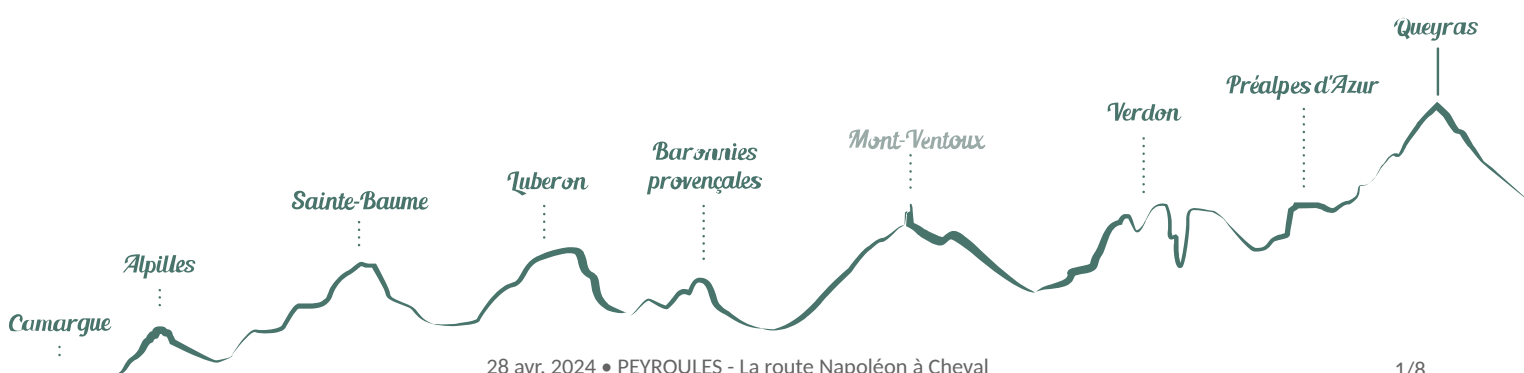 Camargue
Alpilles
Sainte-Baume
Luberon
Baronnies
provençales
Mont-Ventoux
Verdon
Préalpes d'Azur
Queyras
28 avr. 2024 • PEYROULES - La route Napoléon à Cheval
1/8